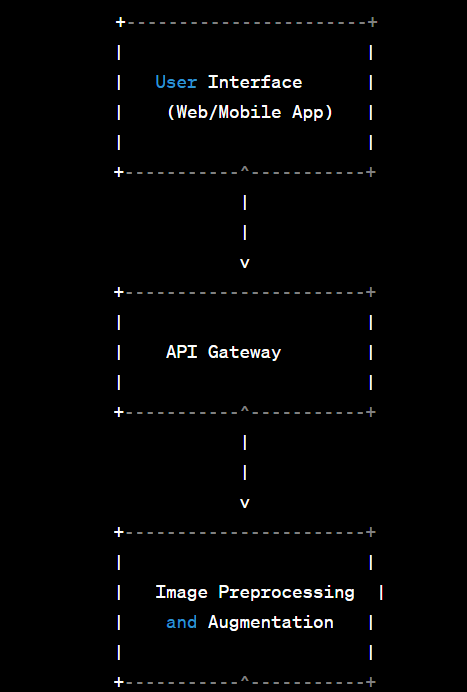 +-----------------------+
|                       |
|   User Interface      |
|    (Web/Mobile App)   |
|                       |
+-----------^-----------+
            |
            |
            v
+-----------------------+
|                       |
|    API Gateway        |
|                       |
+-----------^-----------+
            |
            |
            v
+-----------------------+
|                       |
|   Image Preprocessing  |
|    and Augmentation   |
|                       |
+-----------^-----------+